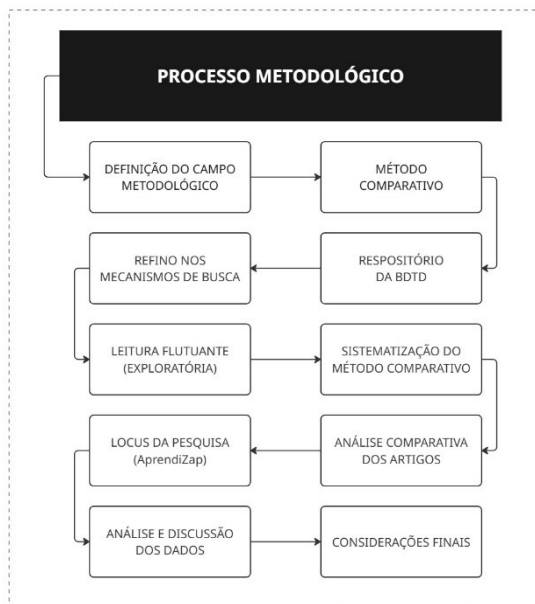 PROCESSO METODOLÓGICO
DEFINIÇÃO DO CAMPO
METODOLÓGICO
MÉTODO
COMPARATIVO
RESPOSITÓRIO
DA BDTD
REFINO NOS
MECANISMOS DE BUSCA
LEITURA FLUTUANTE
(EXPLORATÓRIA)
SISTEMATIZAÇÃO DO
MÉTODO COMPARATIVO
ANÁLISE COMPARATIVA
DOS ARTIGOS
LOCUS DA PESQUISA
(AprendiZap)
ANÁLISE E DISCUSSÃO
DOS DADOS
CONSIDERAÇÕES FINAIS